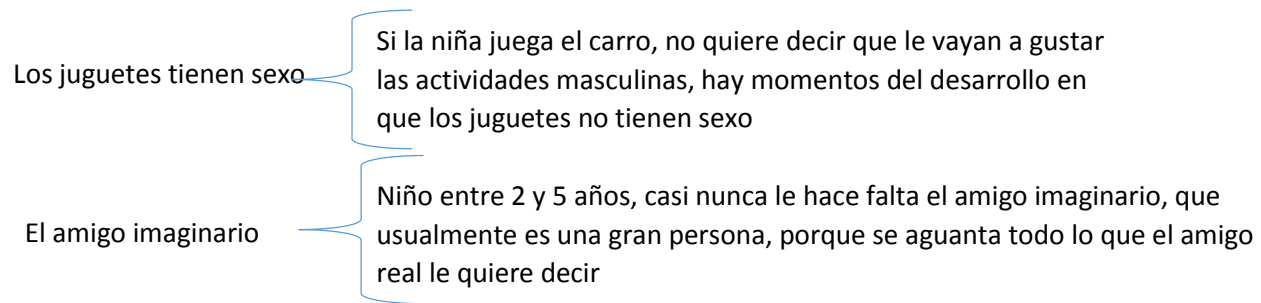 Los juguetes tienen sexo
Si la niña juega el carro, no quiere decir que le vayan a gustar
las actividades masculinas, hay momentos del desarrollo en
que los juguetes no tienen sexo
El amigo imaginario
Niño entre 2 y 5 años, casi nunca le hace falta el amigo imaginario, que
usualmente es una gran persona, porque se aguanta todo lo que el amigo
real le quiere decir